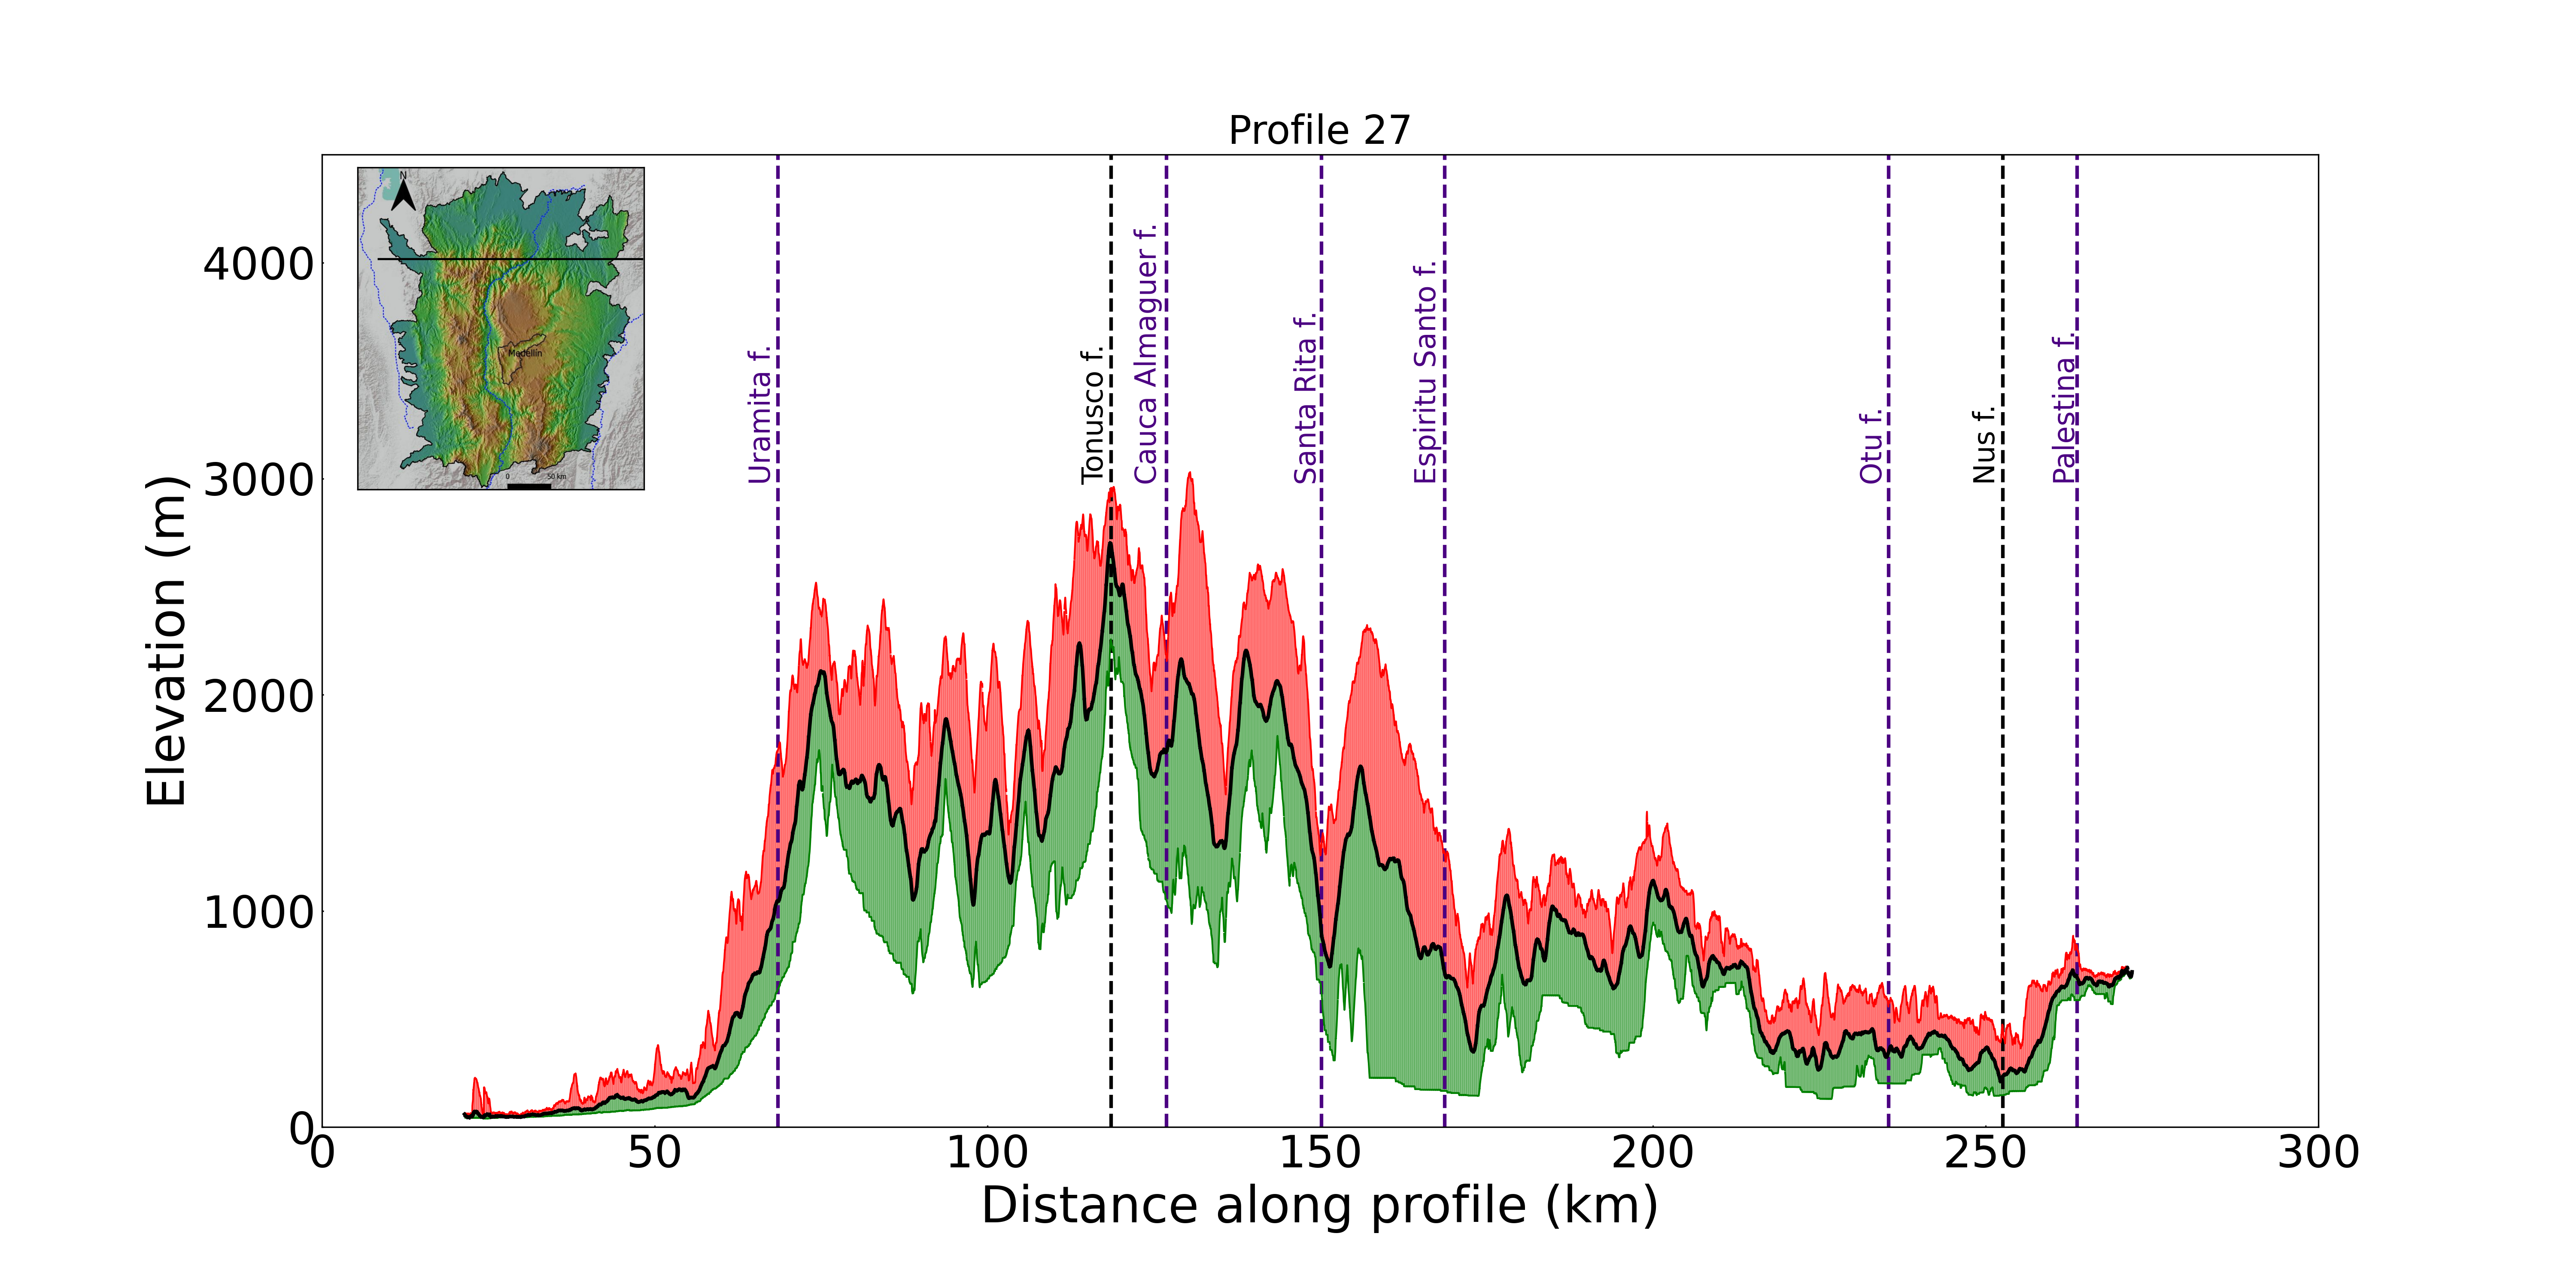 Profile 27
Elevation (m)
4000
3000
2000
1000
0
N
Medellin
0 50 km
Uramita f.
Tonusco f.
Cauca Almaguer f.
Santa Rita f.
Espiritu Santo f.
Otu f.
Nus f.
Palestina f.
0 50 100 150 200 250 300
Distance along profile (km)